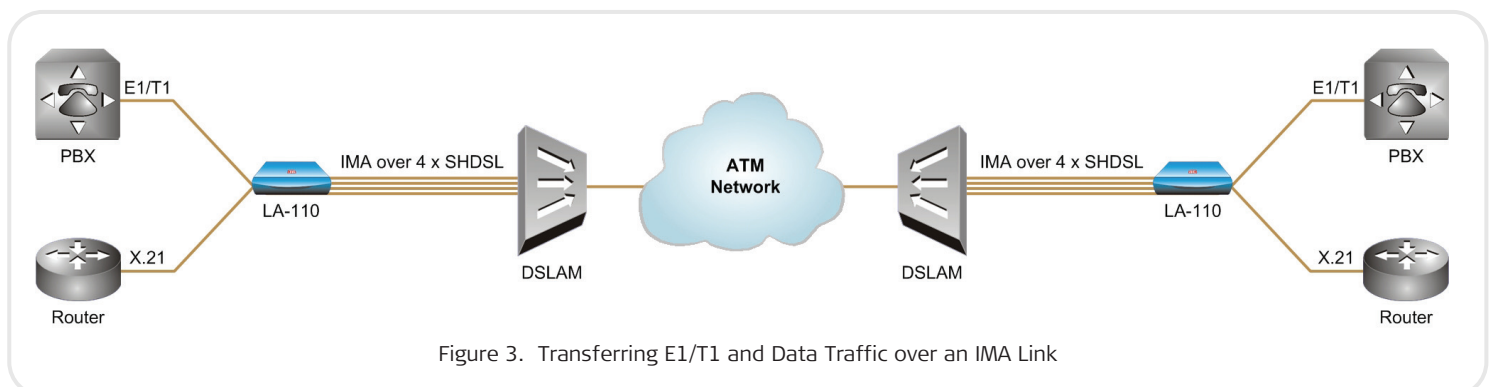 E1/T1
PBX
IMA over 4 x SHDSL
LA-110
X.21
Router
DSLAM
ATM
Network
DSLAM
IMA over 4 x SHDSL
LA-110
E1/T1
PBX
X.21
Router
Figure 3. Transferring E1/T1 and Data Traffic over an IMA Link